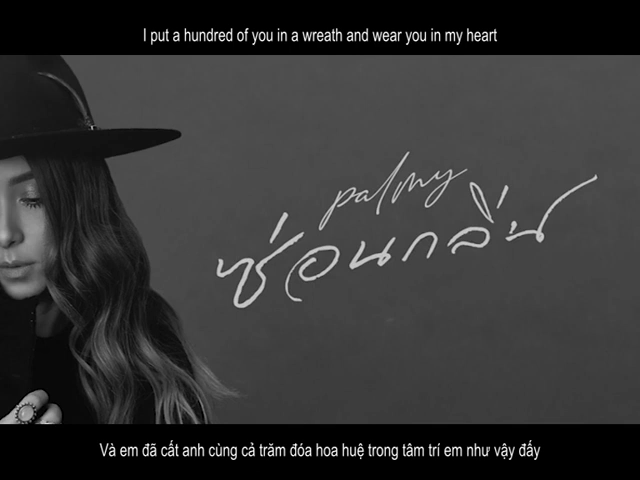 I put a hundred of you in a wreath and wear you in my heart
palmy
ซ่อนกลิ่น
Và em đã cất anh cùng cả trăm đóa hoa huệ trong tâm trí em như vậy đấy